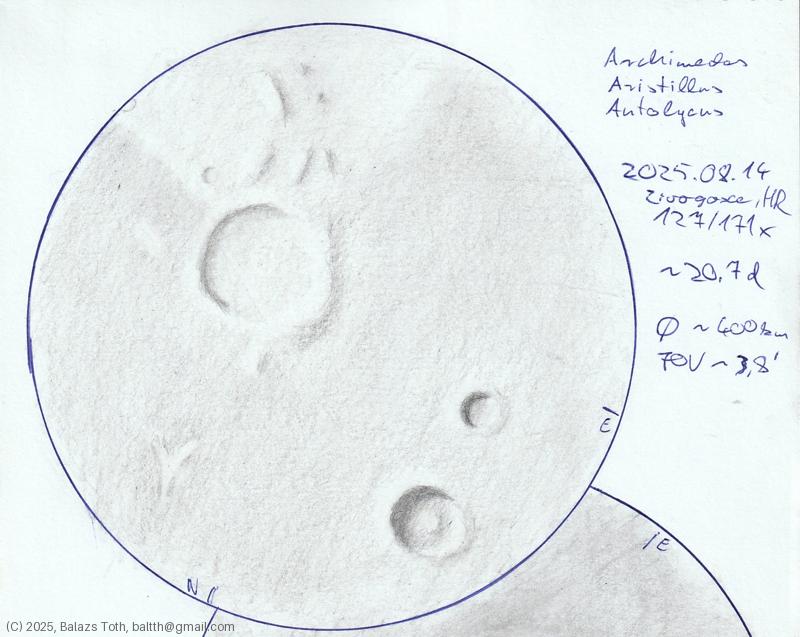 Archimedes
Aristillus
Autolycus
2025.08.14
Zivogosce, HR
127/171x
~20,7d
Ø ~400km
FOV ~3,8'
E
E
N
(C) 2025, Balazs Toth, baltth@gmail.com